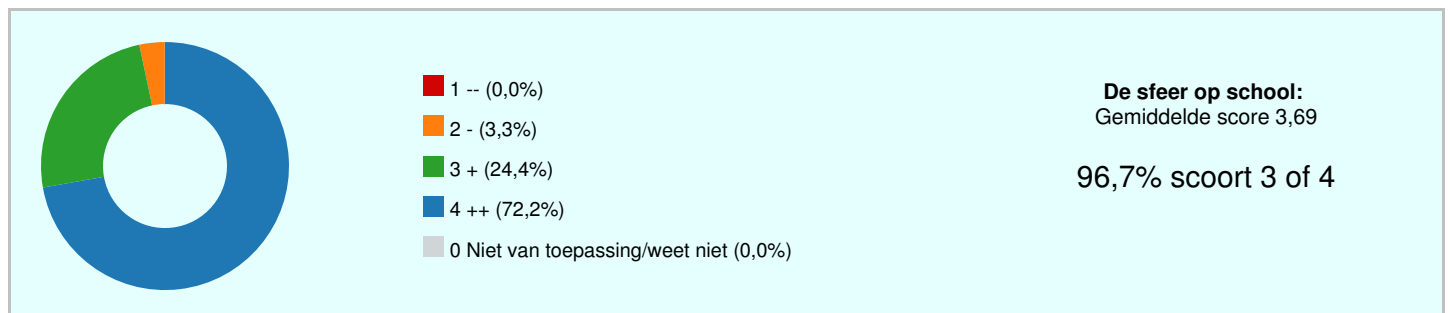 1 -- (0,0%)
2 - (3,3%)
3 + (24,4%)
4 ++ (72,2%)
0 Niet van toepassing/weet niet (0,0%)
De sfeer op school:
Gemiddelde score 3,69
96,7% scoort 3 of 4